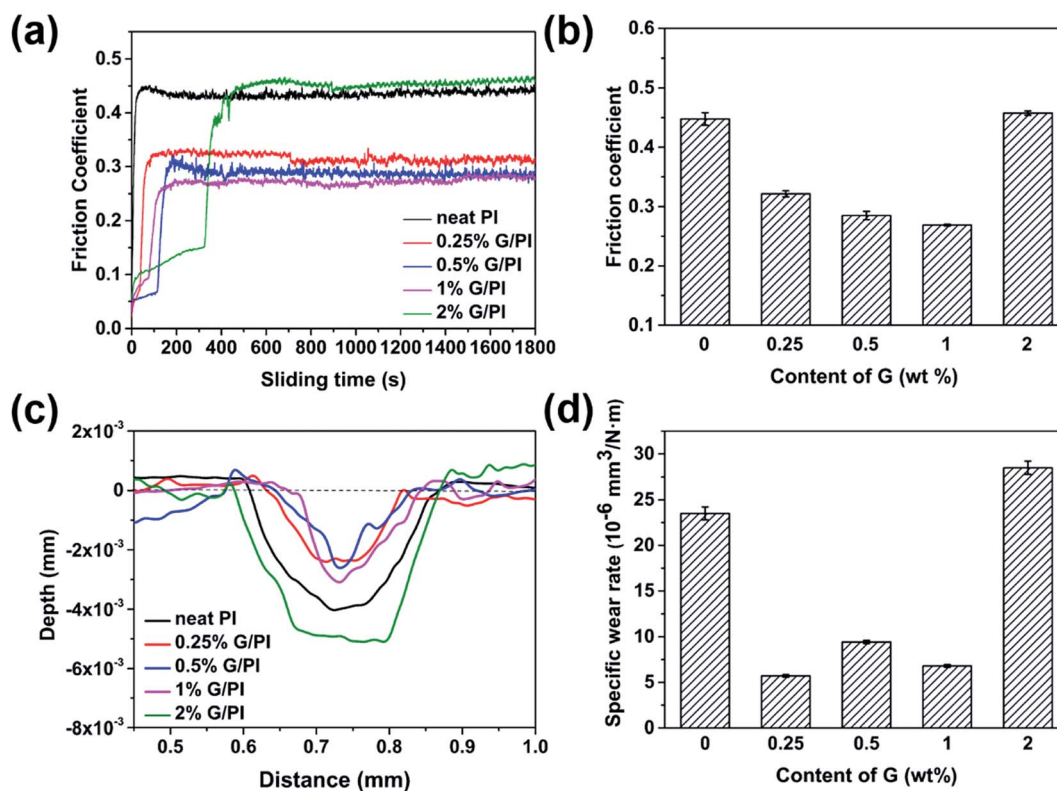 (a)
Friction Coefficient
0.5
0.4
0.3
0.2
0.1
0.0
neat PI
0.25% G/PI
0.5% G/PI
1% G/PI
2% G/PI
0 200 400 600 800 1000 1200 1400 1600 1800
Sliding time (s)
(b)
Friction coefficient
0.6
0.5
0.4
0.3
0.2
0.1
0 0.25 0.5 1 2
Content of G (wt %)
(c)
Depth (mm)
2x10⁻³
0
-2x10⁻³
-4x10⁻³
-6x10⁻³
-8x10⁻³
neat PI
0.25% G/PI
0.5% G/PI
1% G/PI
2% G/PI
0.5 0.6 0.7 0.8 0.9 1.0
Distance (mm)
(d)
Specific wear rate (10⁻⁶ mm³/N·m)
30
25
20
15
10
5
0
0 0.25 0.5 1 2
Content of G (wt%)